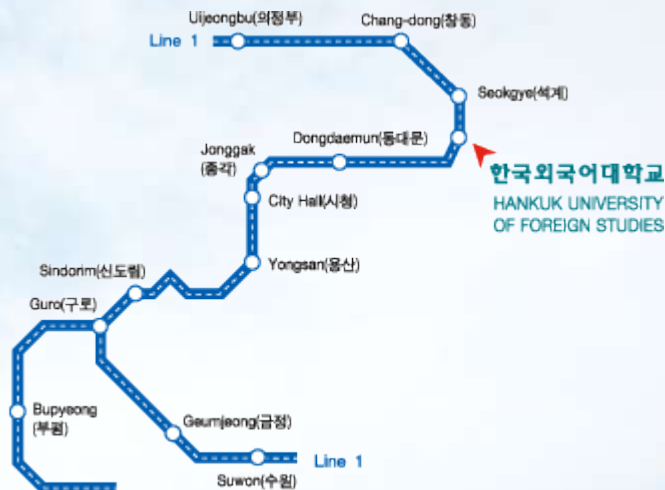 Uijeongbu(의정부)
Chang-dong(창동)
Line 1
Seokgye(석계)
Dongdaemun(동대문)
Jonggak
(종각)
한국외국어대학교
HANKUK UNIVERSITY
OF FOREIGN STUDIES
City Hall(시청)
Yongsan(용산)
Sindorim(신도림)
Guro(구로)
Bupyeong
(부평)
Geumjeong(금정)
Line 1
Suwon(수원)